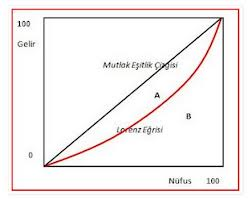 100
Gelir
Mutlak Eşitlik Çizgisi
A
B
Lorenz Eğrisi
0
Nüfus 100